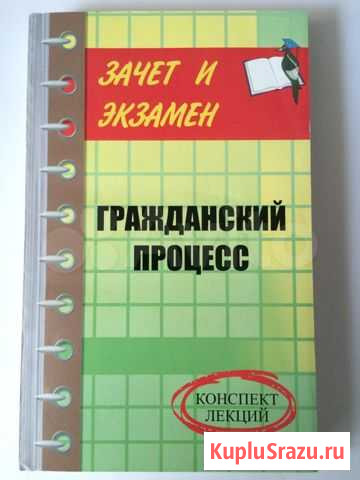 ЗАЧЕТ И
ЭКЗАМЕН
ГРАЖДАНСКИЙ
ПРОЦЕСС
КОНСПЕКТ
ЛЕКЦИЙ
KupluSrazu.ru